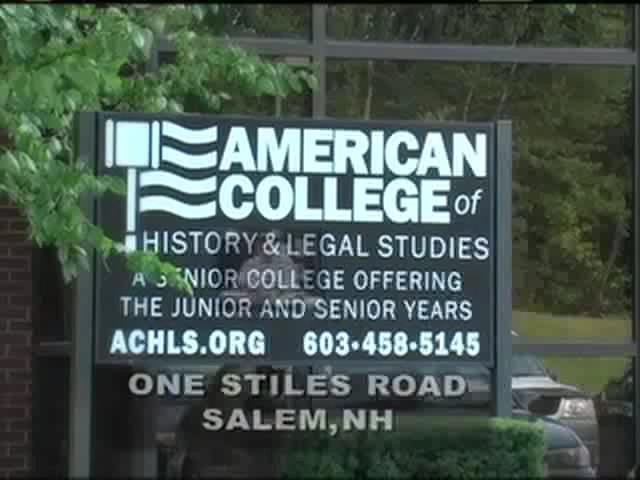 AMERICAN
COLLEGE of
HISTORY & LEGAL STUDIES
A SENIOR COLLEGE OFFERING
THE JUNIOR AND SENIOR YEARS
ACHLS.ORG 603•458•5145
ONE STILES ROAD
SALEM,NH